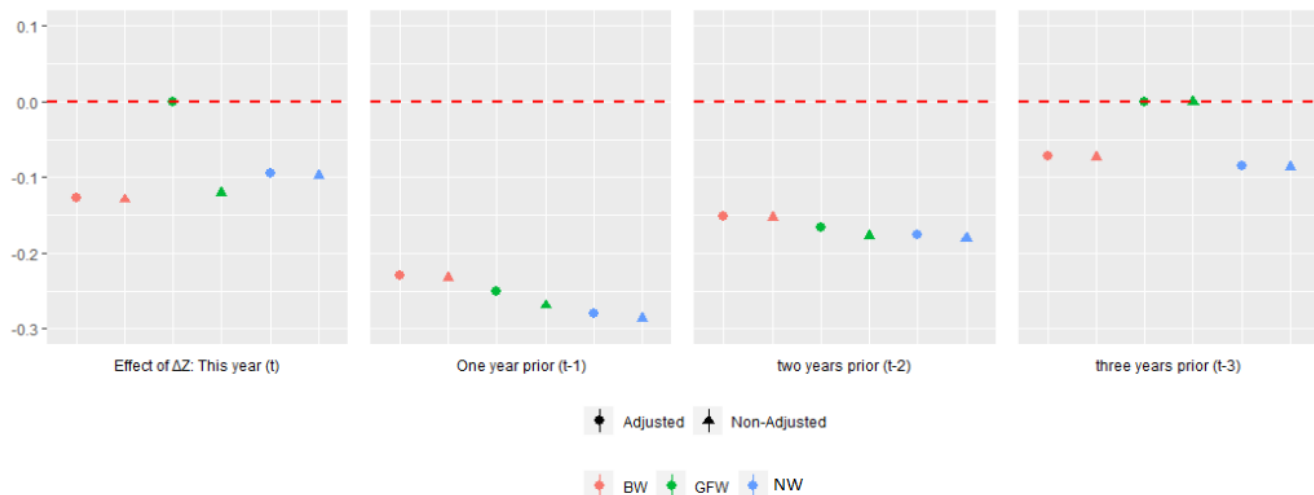 0.1
0.0
-0.1
-0.2
-0.3
Effect of ΔZ: This year (t) One year prior (t-1) two years prior (t-2) three years prior (t-3)
Adjusted Non-Adjusted
BW GFW NW